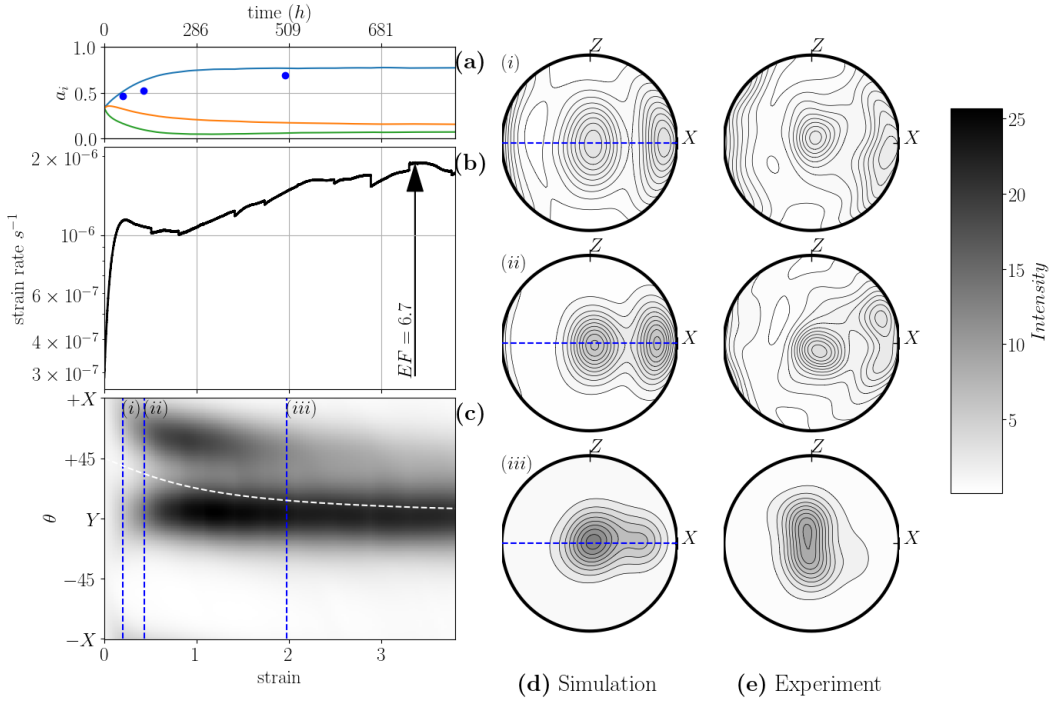 time (h)
0 286 509 681
1.0
0.5
0.0
a_i
(a)
2 × 10⁻⁶
10⁻⁶
6 × 10⁻⁷
4 × 10⁻⁷
3 × 10⁻⁷
strain rate s⁻¹
EF = 6.7
(b)
+X
+45
Y
−45
−X
θ
(i) (ii) (iii)
(c)
0 1 2 3
strain
(i) Z X
Z X
(ii) Z X
Z X
(iii) Z X
Z X
(d) Simulation
(e) Experiment
25
20
15
10
5
Intensity